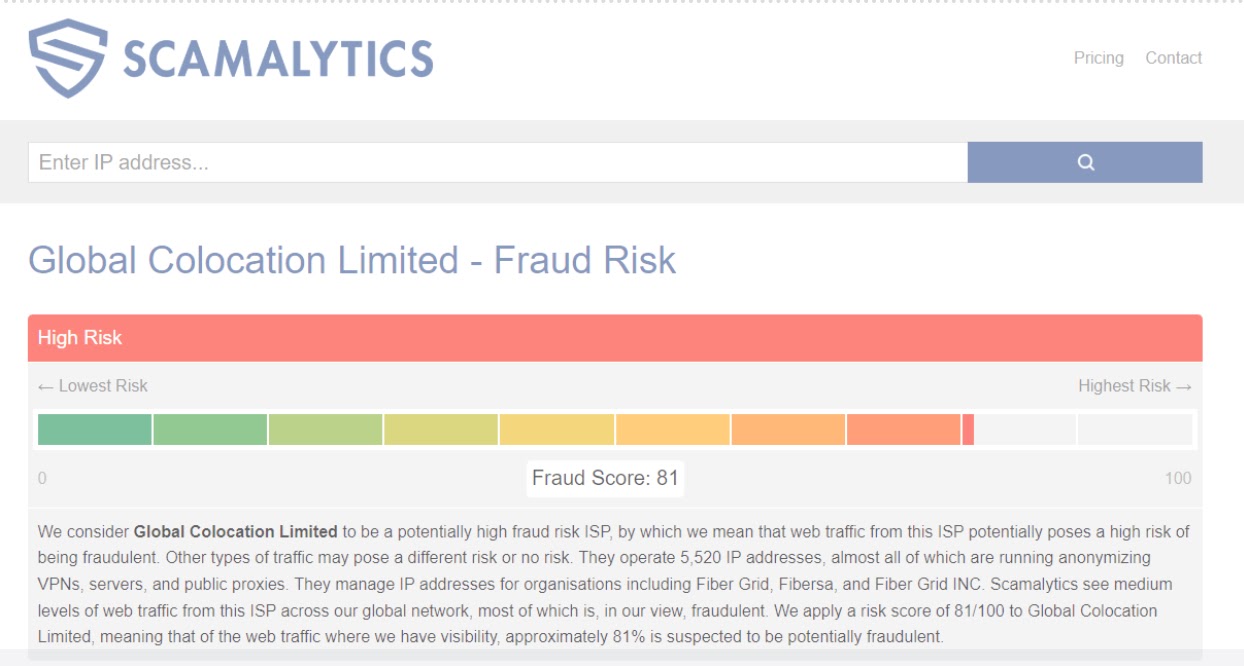 SCAMALYTICS
Pricing Contact
Enter IP address...
Global Colocation Limited - Fraud Risk
High Risk
← Lowest Risk Highest Risk →
0 Fraud Score: 81 100
We consider Global Colocation Limited to be a potentially high fraud risk ISP, by which we mean that web traffic from this ISP potentially poses a high risk of
being fraudulent. Other types of traffic may pose a different risk or no risk. They operate 5,520 IP addresses, almost all of which are running anonymizing
VPNs, servers, and public proxies. They manage IP addresses for organisations including Fiber Grid, Fibersa, and Fiber Grid INC. Scamalytics see medium
levels of web traffic from this ISP across our global network, most of which is, in our view, fraudulent. We apply a risk score of 81/100 to Global Colocation
Limited, meaning that of the web traffic where we have visibility, approximately 81% is suspected to be potentially fraudulent.